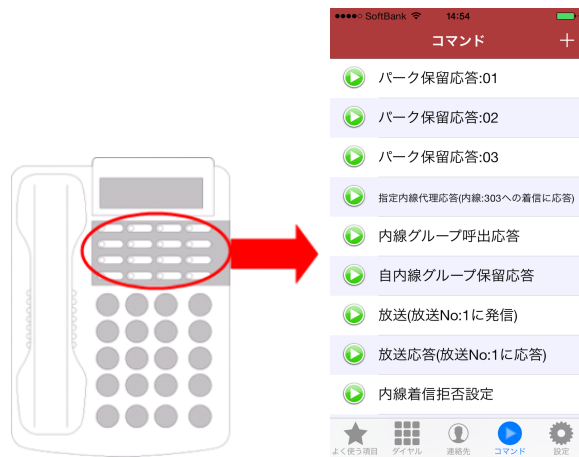 SoftBank 14:54
コマンド
パーク保留応答:01
パーク保留応答:02
パーク保留応答:03
指定内線代理応答(内線:303への着信に応答)
内線グループ呼出応答
自内線グループ保留応答
放送(放送No:1に発信)
放送応答(放送No:1に応答)
内線着信拒否設定
よく使う項目 ダイヤル 連絡先 コマンド 設定